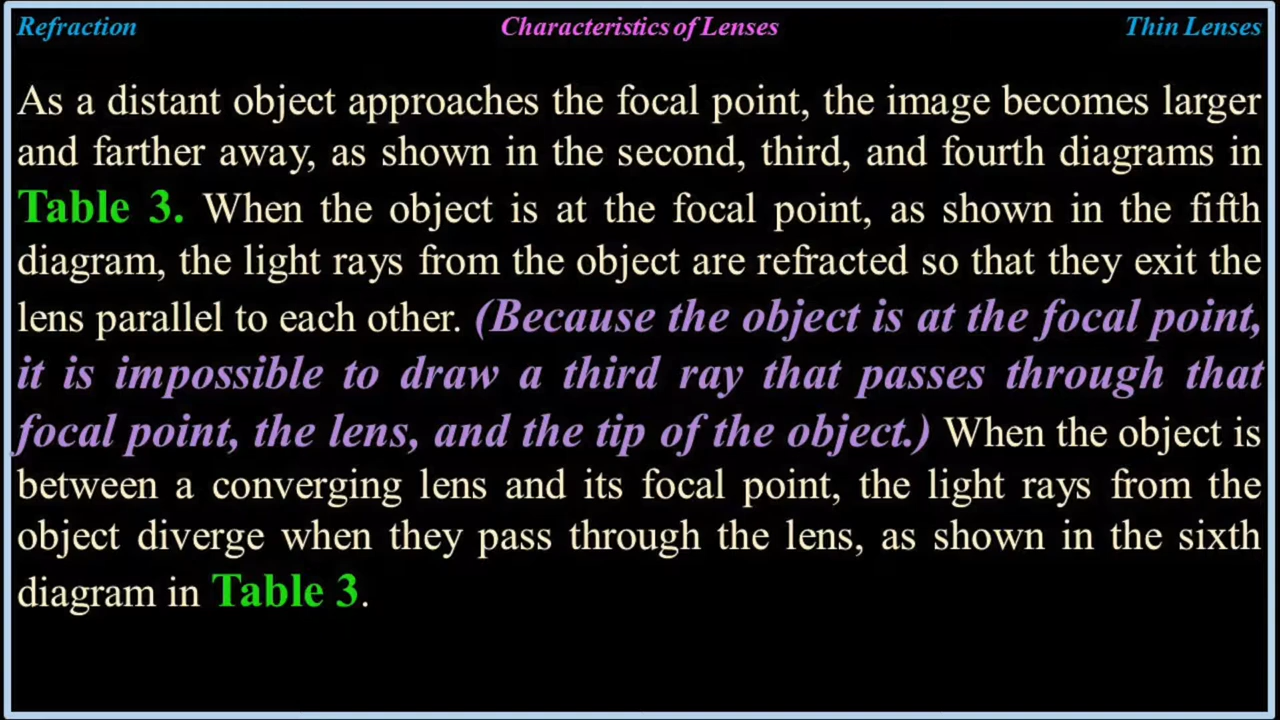 Refraction Characteristics of Lenses Thin Lenses
As a distant object approaches the focal point, the image becomes larger
and farther away, as shown in the second, third, and fourth diagrams in
Table 3. When the object is at the focal point, as shown in the fifth
diagram, the light rays from the object are refracted so that they exit the
lens parallel to each other. (Because the object is at the focal point,
it is impossible to draw a third ray that passes through that
focal point, the lens, and the tip of the object.) When the object is
between a converging lens and its focal point, the light rays from the
object diverge when they pass through the lens, as shown in the sixth
diagram in Table 3.